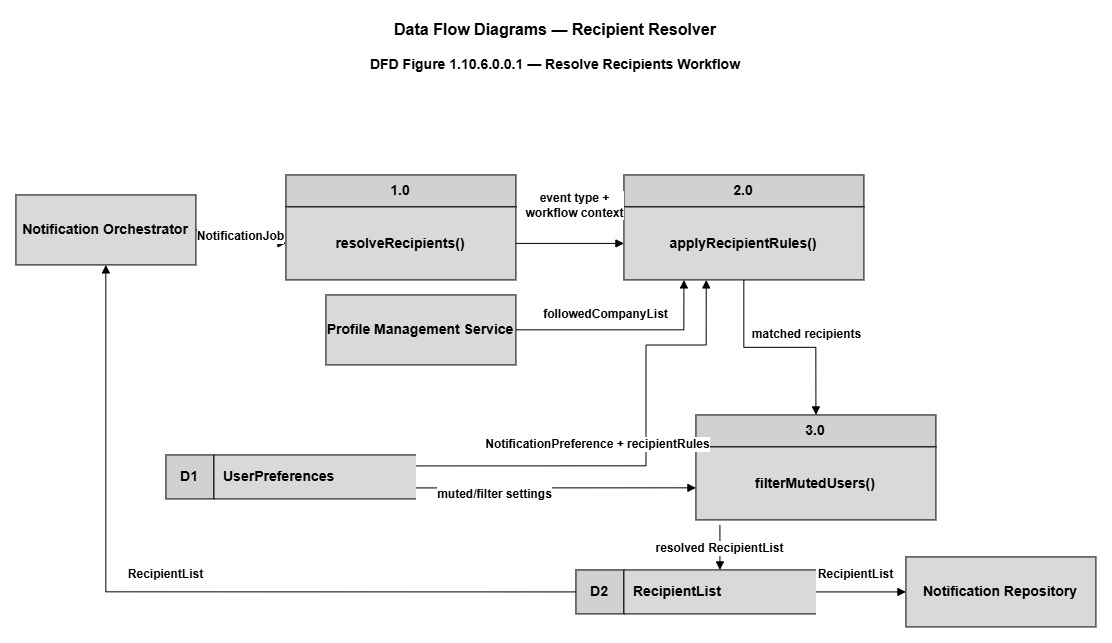 Data Flow Diagrams — Recipient Resolver
DFD Figure 1.10.6.0.0.1 — Resolve Recipients Workflow
1.0
2.0
event type +
workflow context
Notification Orchestrator
NotificationJob
resolveRecipients()
applyRecipientRules()
Profile Management Service
followedCompanyList
matched recipients
3.0
NotificationPreference + recipientRules
D1
UserPreferences
muted/filter settings
filterMutedUsers()
resolved RecipientList
RecipientList
RecipientList
D2
RecipientList
Notification Repository